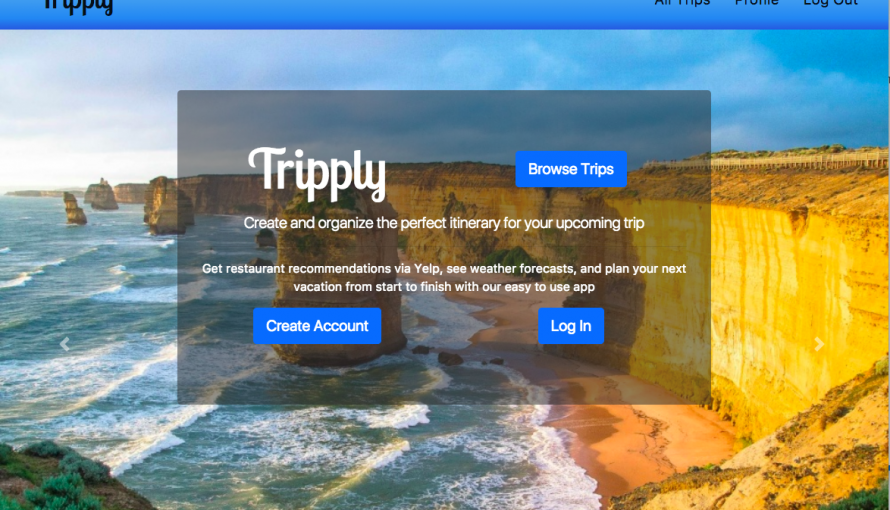 Tripply
All Trips Profile Log Out
Tripply
Browse Trips
Create and organize the perfect itinerary for your upcoming trip
Get restaurant recommendations via Yelp, see weather forecasts, and plan your next
vacation from start to finish with our easy to use app
Create Account
Log In